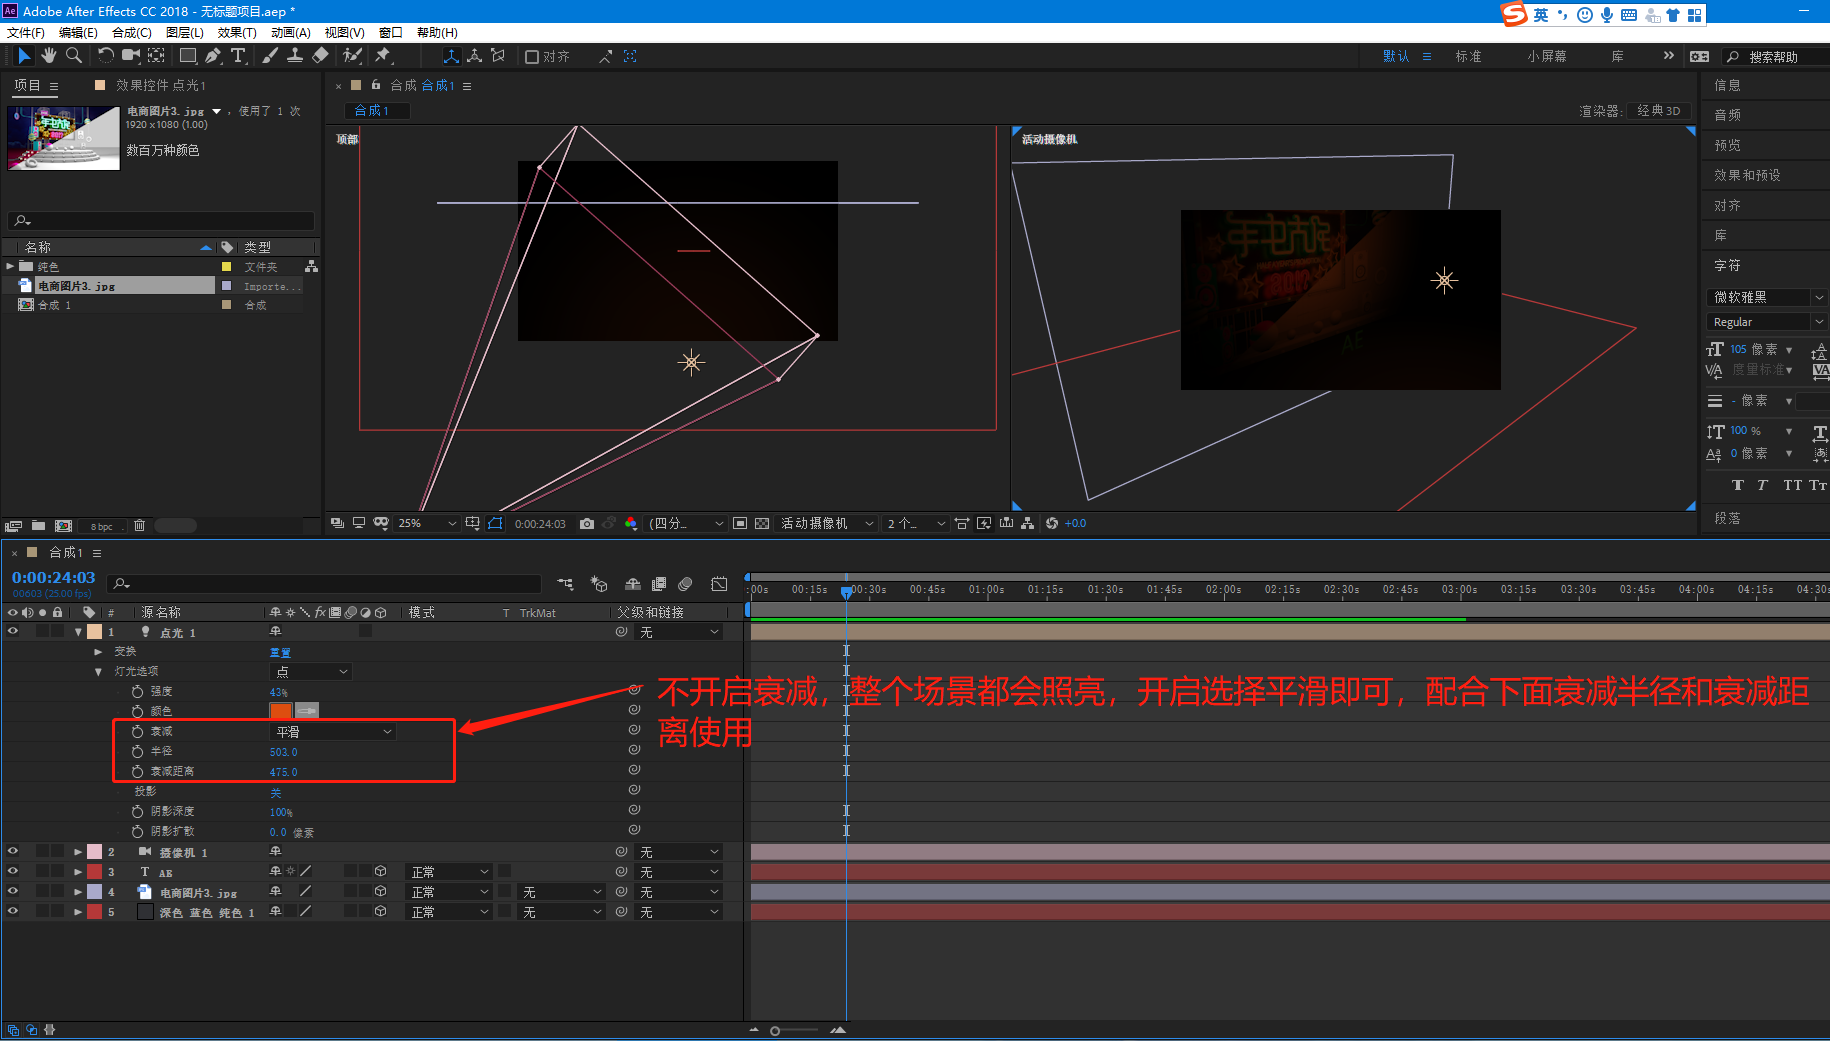 Adobe After Effects CC 2018 - 无标题项目.aep *
英
文件(F) 编辑(E) 合成(C) 图层(L) 效果(T) 动画(A) 视图(V) 窗口 帮助(H)
对齐 默认 标准 小屏幕 库 搜索帮助
项目 效果控件 点光1
电商图片3.jpg ，使用了 1 次
1920 x 1080 (1.00)
数百万种颜色
名称 类型
纯色 文件夹
电商图片3.jpg Importe...
合成 1 合成
8 bpc
合成 合成1
合成1
渲染器: 经典 3D
顶部
活动摄像机
AE
25% 0:00:24:03 (四分... 活动摄像机 2 个... +0.0
信息
音频
预览
效果和预设
对齐
库
字符
微软雅黑
Regular
105 像素
度量标准
- 像素
100 %
0 像素
T T TT Tт
段落
合成1
0:00:24:03
00603 (25.00 fps)
:00s 00:15s 00:30s 00:45s 01:00s 01:15s 01:30s 01:45s 02:00s 02:15s 02:30s 02:45s 03:00s 03:15s 03:30s 03:45s 04:00s 04:15s 04:30s
# 源名称 模式 T TrkMat 父级和链接
1 点光 1 无
变换 重置
灯光选项 点
强度 43%
颜色
衰减 平滑
半径 503.0
衰减距离 475.0
投影 关
阴影深度 100%
阴影扩散 0.0 像素
2 摄像机 1 无
3 T AE 正常 无
4 电商图片3.jpg 正常 无 无
5 深色 蓝色 纯色 1 正常 无 无
不开启衰减，整个场景都会照亮，开启选择平滑即可，配合下面衰减半径和衰减距
离使用